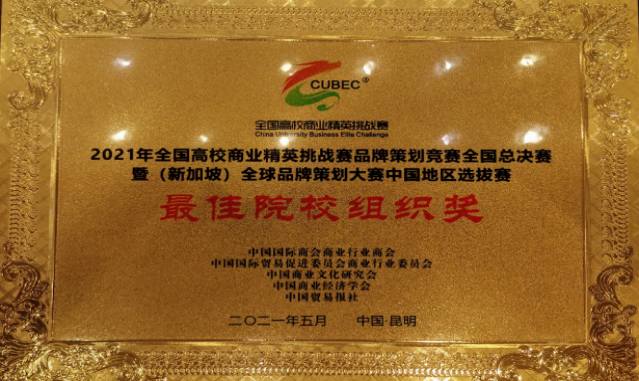 CUBEC®
全国高校商业精英挑战赛
China University Business Elite Challenge
2021年全国高校商业精英挑战赛品牌策划竞赛全国总决赛
暨（新加坡）全球品牌策划大赛中国地区选拔赛
最佳院校组织奖
中国国际商会商业行业商会
中国国际贸易促进委员会商业行业委员会
中国商业文化研究会
中国商业经济学会
中国贸易报社
二〇二一年五月 中国·昆明